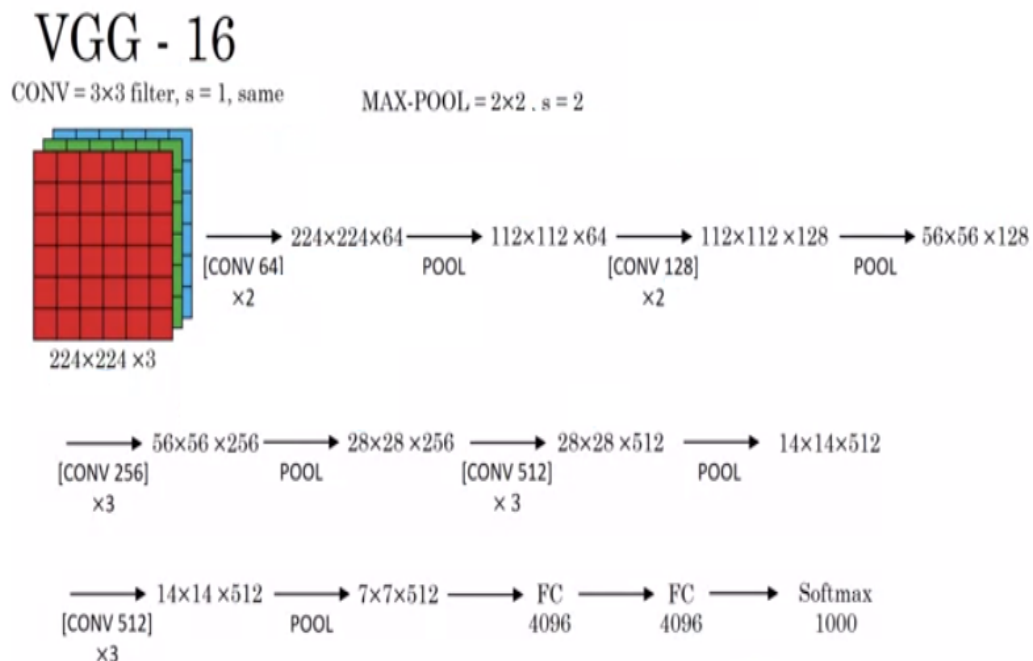 VGG - 16
CONV = 3×3 filter, s = 1, same
MAX-POOL = 2×2 . s = 2
224×224 ×3
224×224×64
112×112 ×64
112×112 ×128
56×56 ×128
[CONV 64]
×2
POOL
[CONV 128]
×2
POOL
56×56 ×256
28×28 ×256
28×28 ×512
14×14×512
[CONV 256]
×3
POOL
[CONV 512]
× 3
POOL
14×14 ×512
7×7×512
FC
4096
FC
4096
Softmax
1000
[CONV 512]
×3
POOL